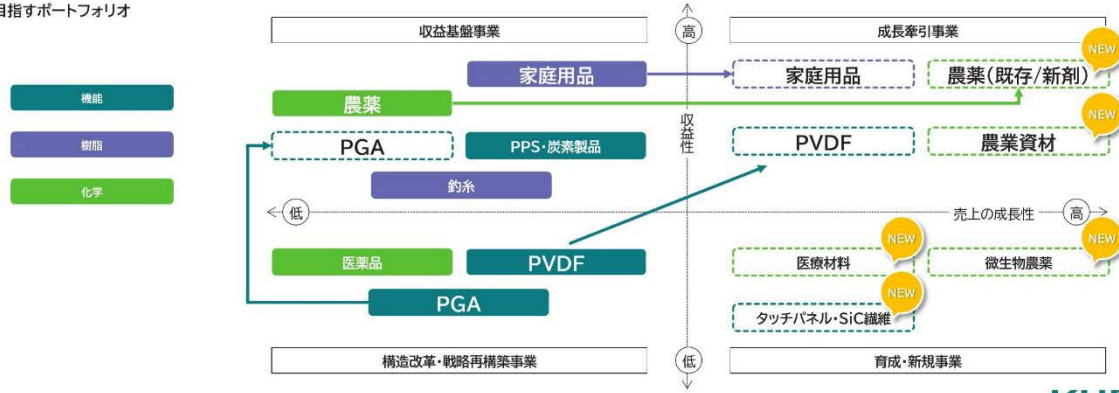 目指すポートフォリオ
収益基盤事業
高
成長牽引事業
NEW
家庭用品
家庭用品
農薬(既存/新剤)
機能
農薬
NEW
収益性
樹脂
PGA
PPS・炭素製品
PVDF
農業資材
釣糸
化学
低
売上の成長性
高
NEW
NEW
医薬品
PVDF
医療材料
微生物農薬
NEW
PGA
タッチパネル・SiC繊維
構造改革・戦略再構築事業
低
育成・新規事業